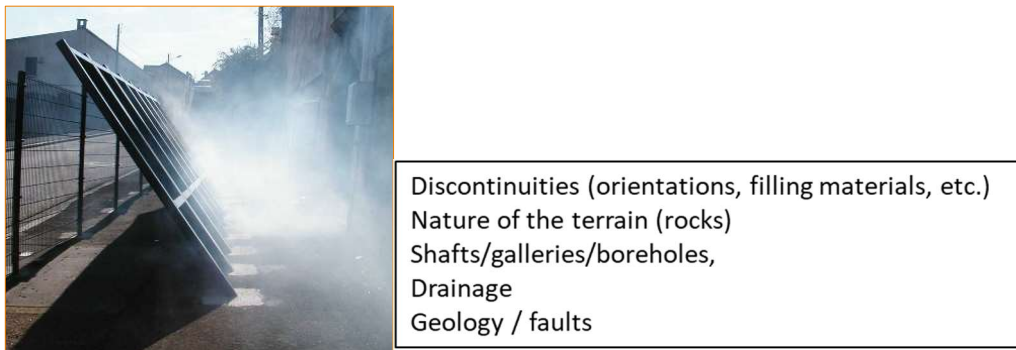 Discontinuities (orientations, filling materials, etc.)
Nature of the terrain (rocks)
Shafts/galleries/boreholes,
Drainage
Geology / faults